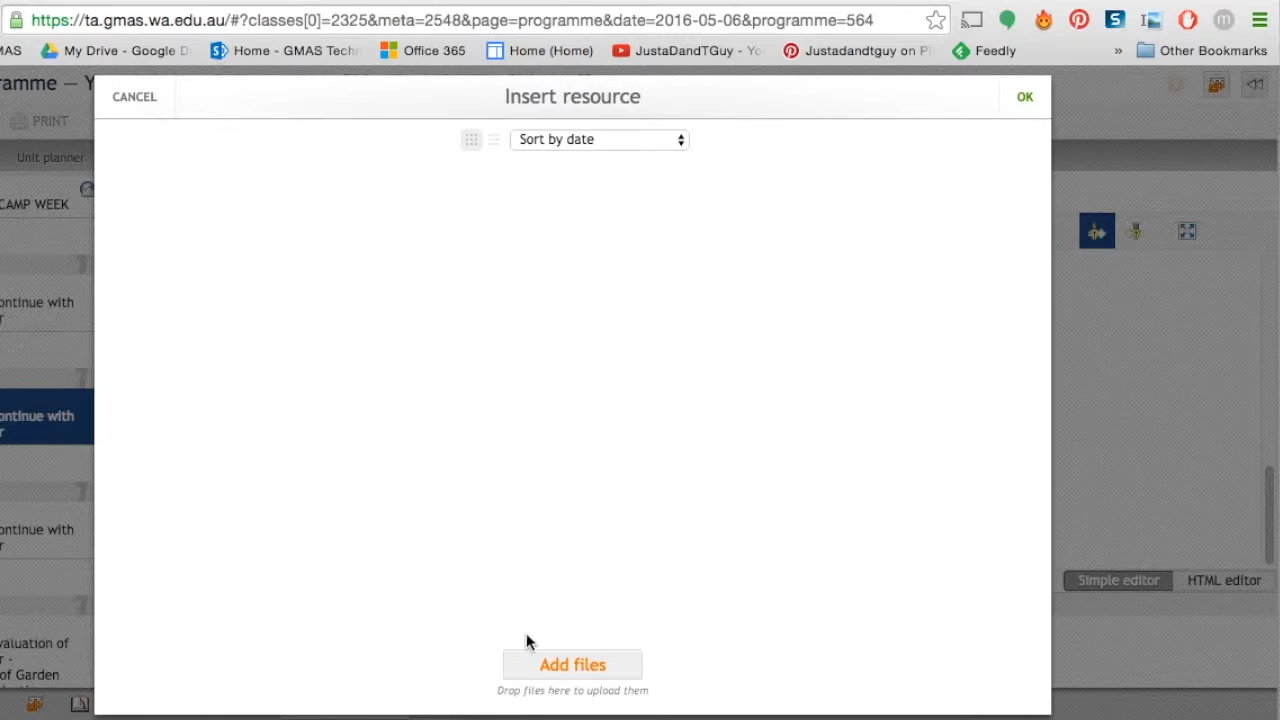 https://ta.gmas.wa.edu.au/#?classes[0]=2325&meta=2548&page=programme&date=2016-05-06&programme=564
MAS My Drive - Google D Home - GMAS Techn Office 365 Home (Home) JustaDandTGuy - Yo Justadandtguy on Pi Feedly » Other Bookmarks
ramme — Y
CANCEL Insert resource OK
PRINT
Sort by date
Unit planner
CAMP WEEK
ontinue with
r
ontinue with
r
ontinue with
r
Simple editor HTML editor
valuation of
r -
of Garden
Add files
Drop files here to upload them